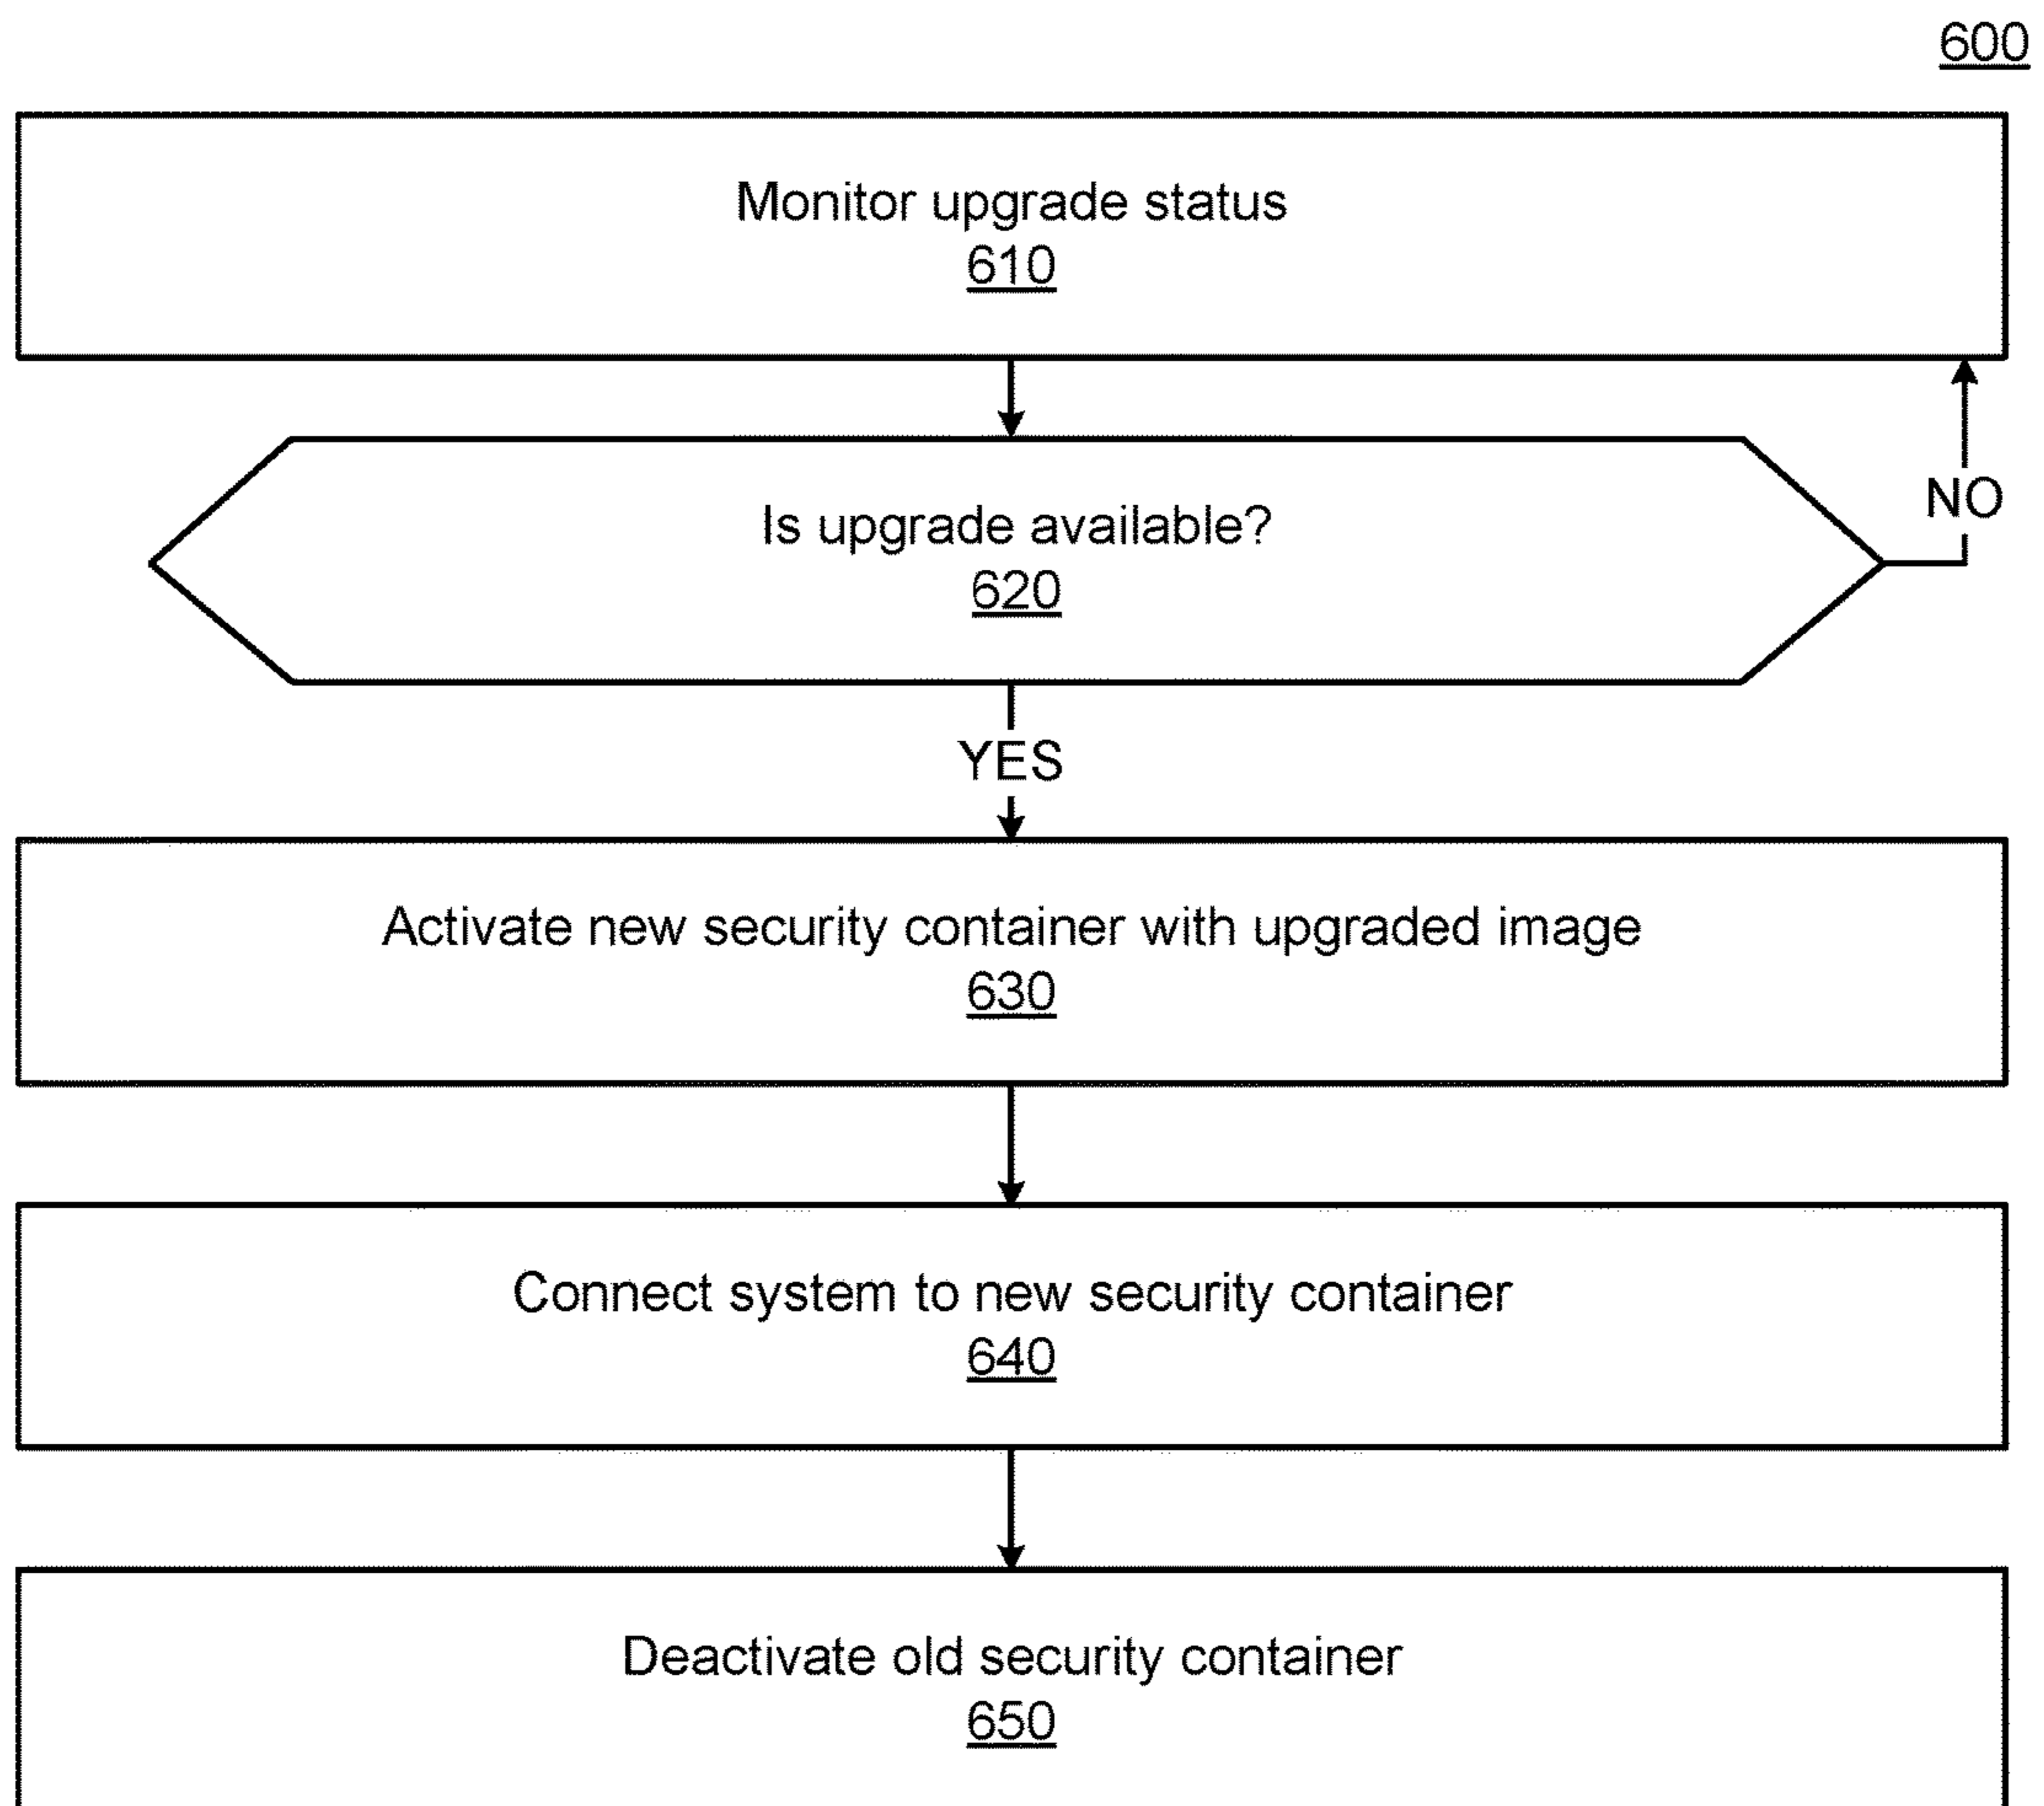 600
Monitor upgrade status
610
Is upgrade available?
620
NO
YES
Activate new security container with upgraded image
630
Connect system to new security container
640
Deactivate old security container
650